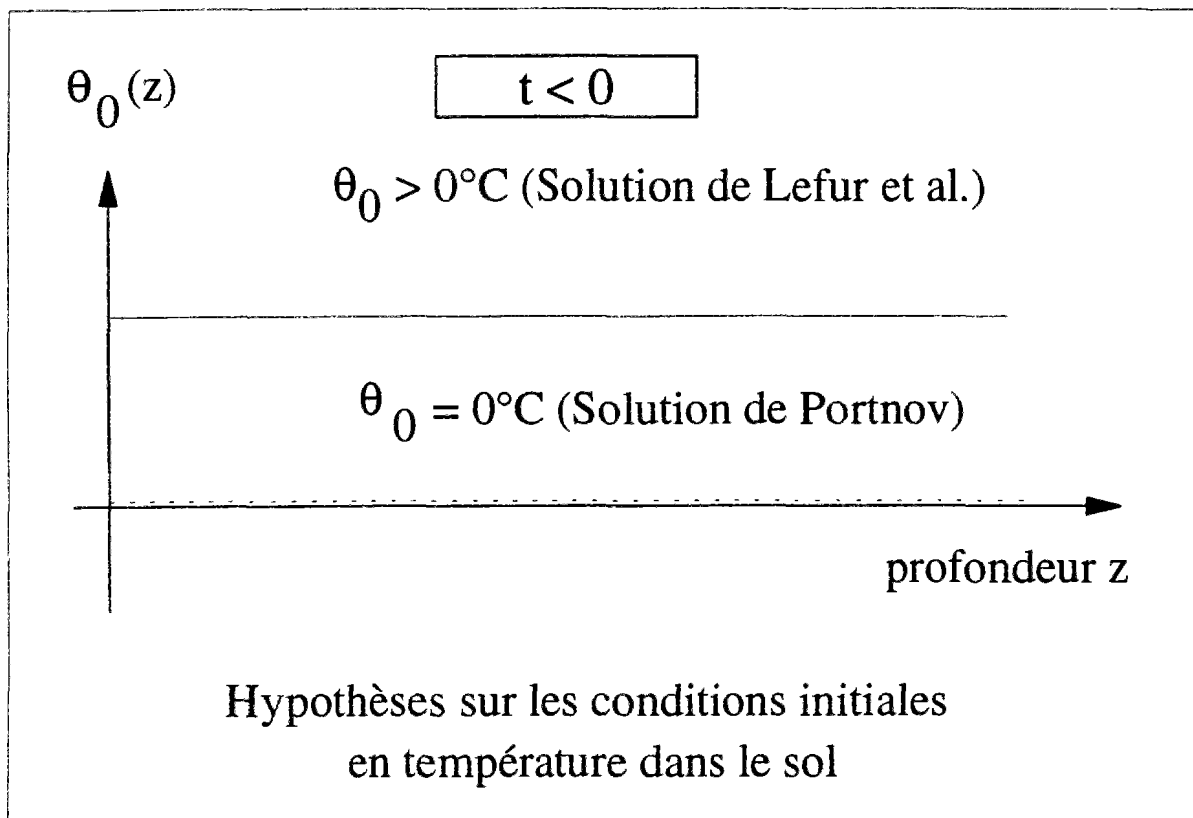 θ₀(z)
t < 0
θ₀ > 0°C (Solution de Lefur et al.)
θ₀ = 0°C (Solution de Portnov)
profondeur z
Hypothèses sur les conditions initiales
en température dans le sol